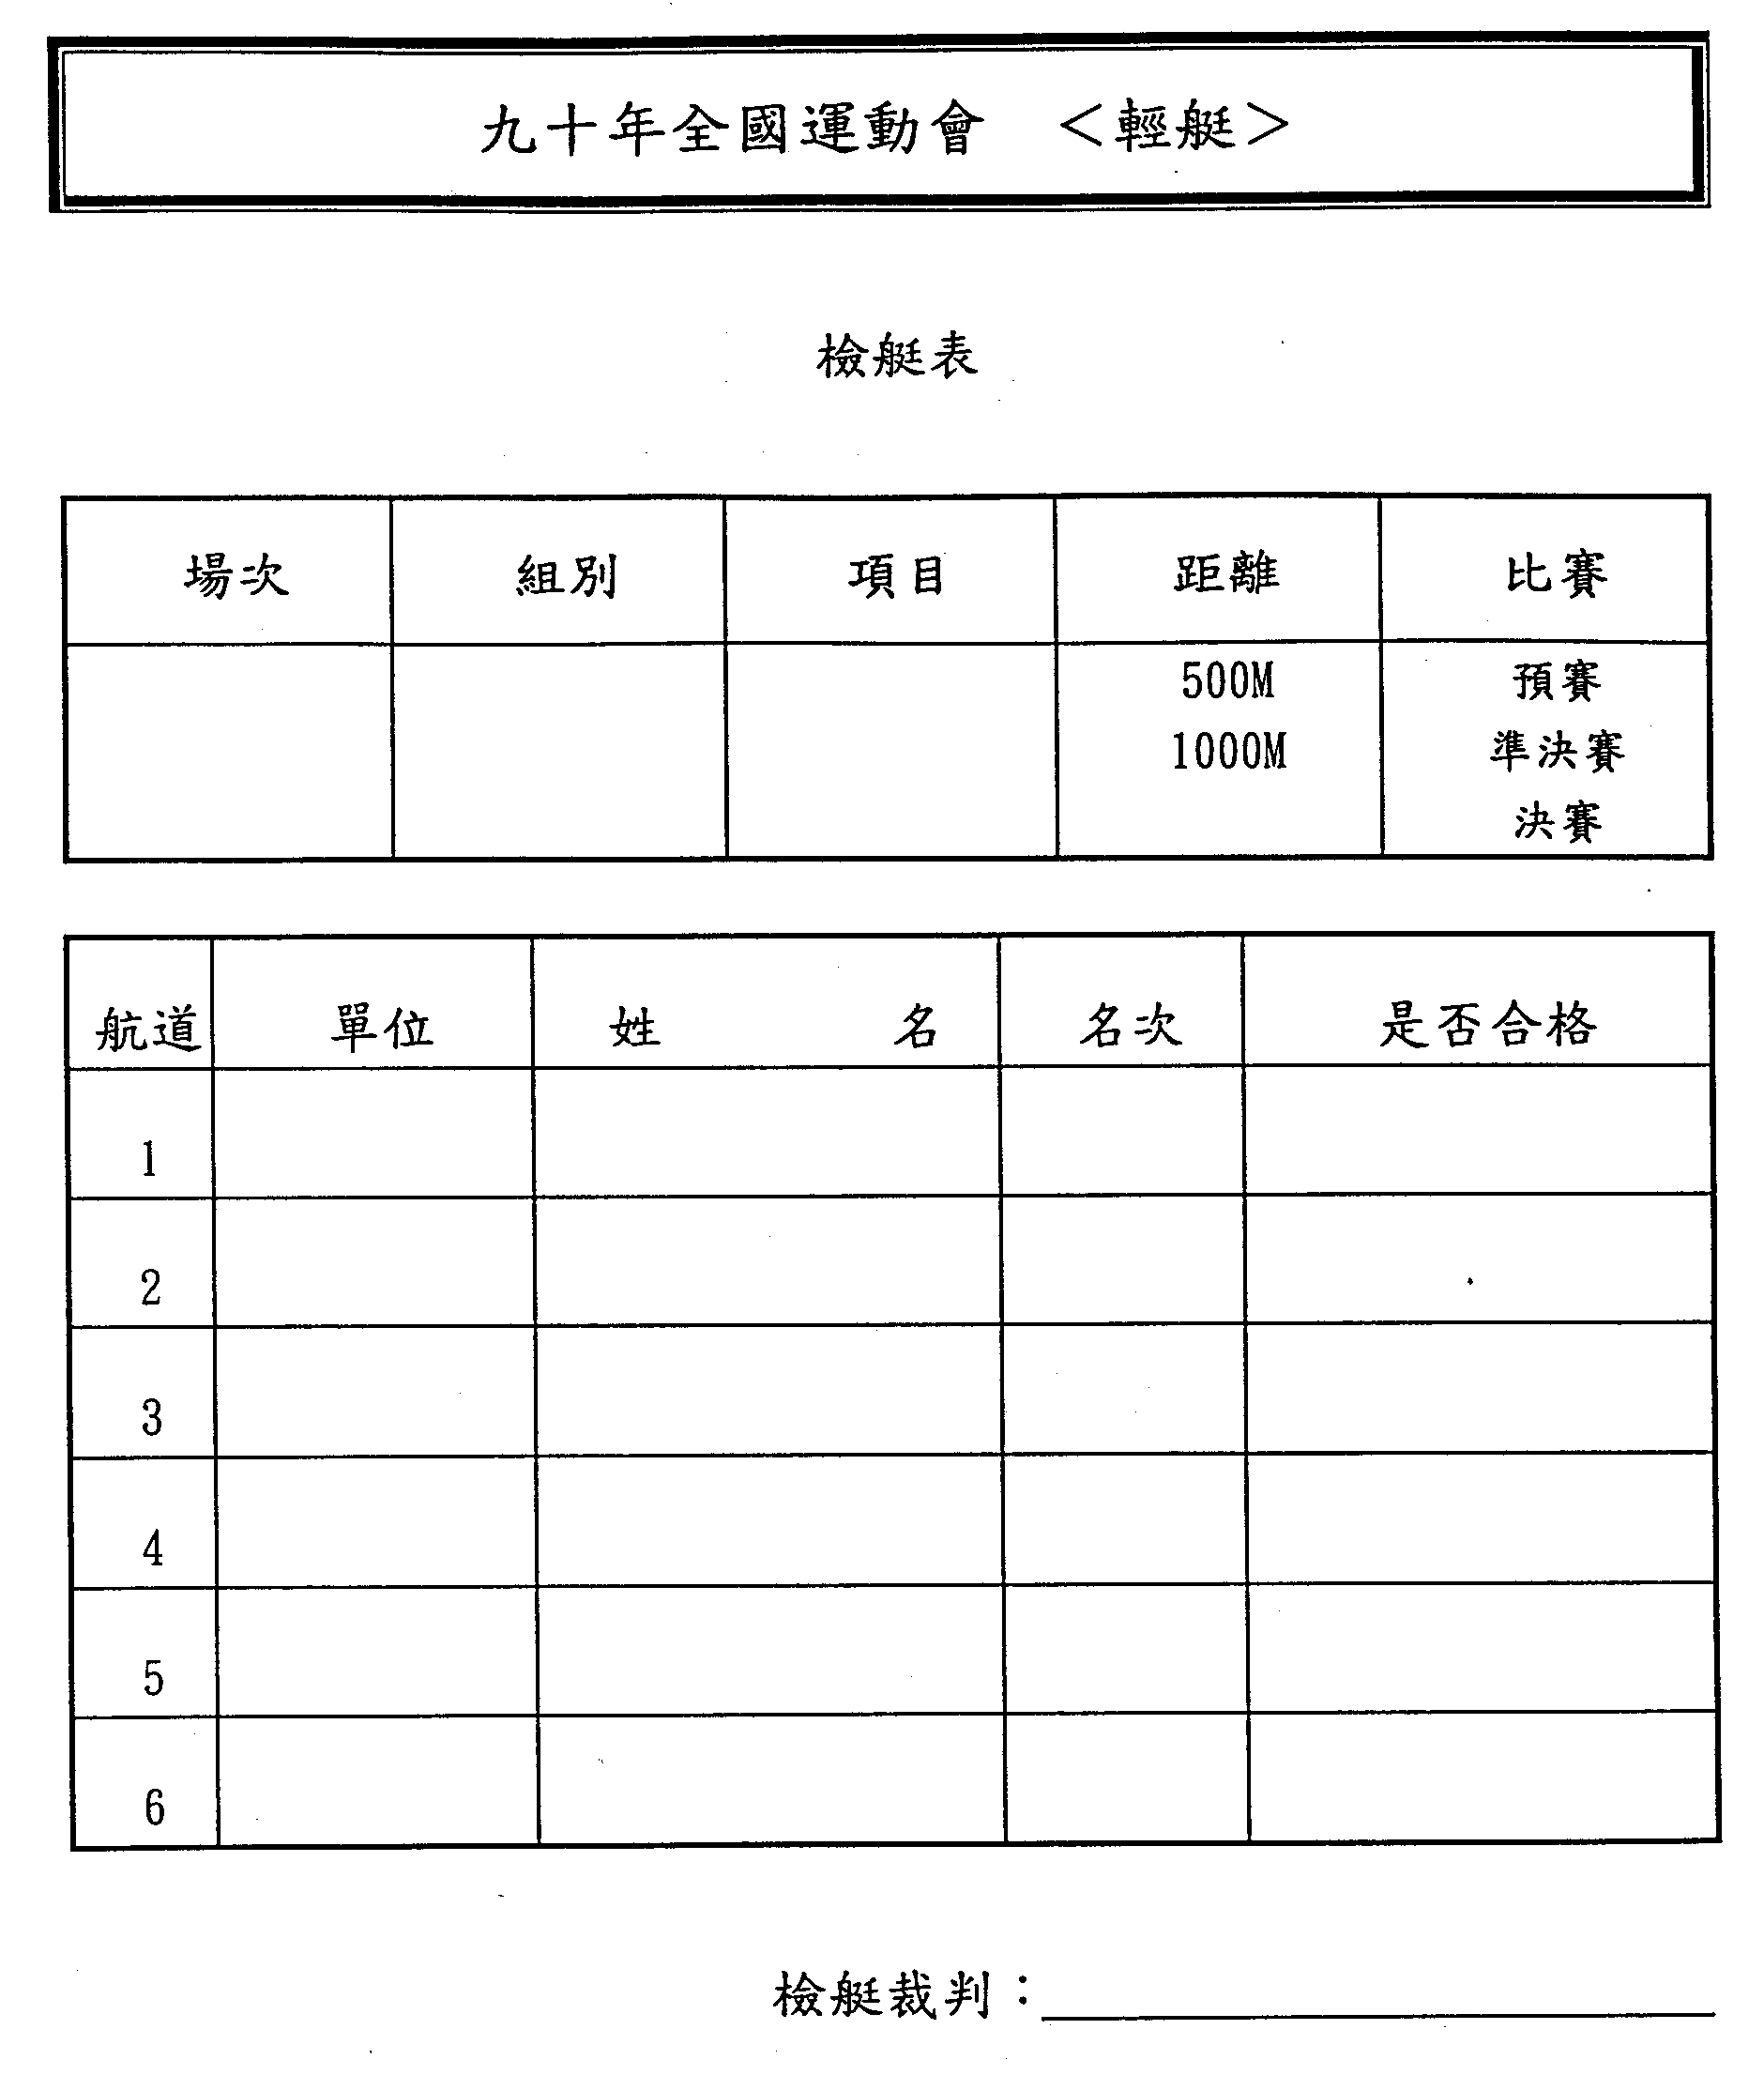 九十年全國運動會　＜輕艇＞
檢艇表
場次 組別 項目 距離 比賽
500M 預賽
1000M 準決賽
決賽
航道 單位 姓　　　　名 名次 是否合格
1
2
3
4
5
6
檢艇裁判：